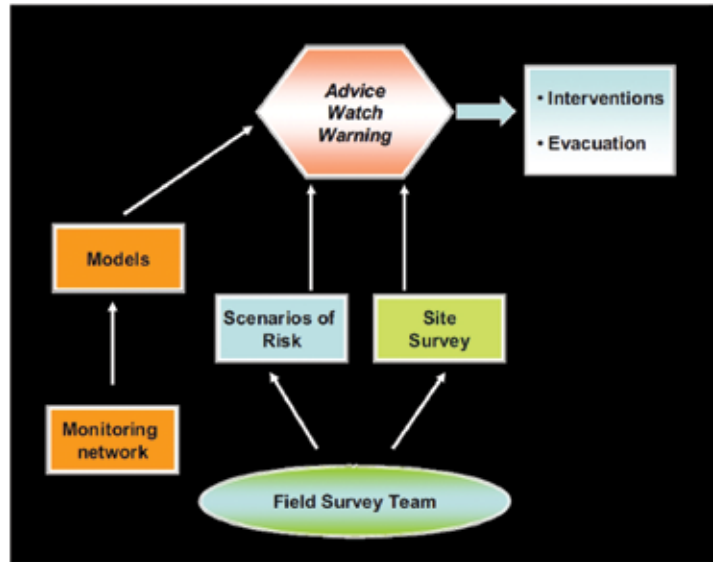 Advice
Watch
Warning
• Interventions
• Evacuation
Models
Scenarios of
Risk
Site
Survey
Monitoring
network
Field Survey Team